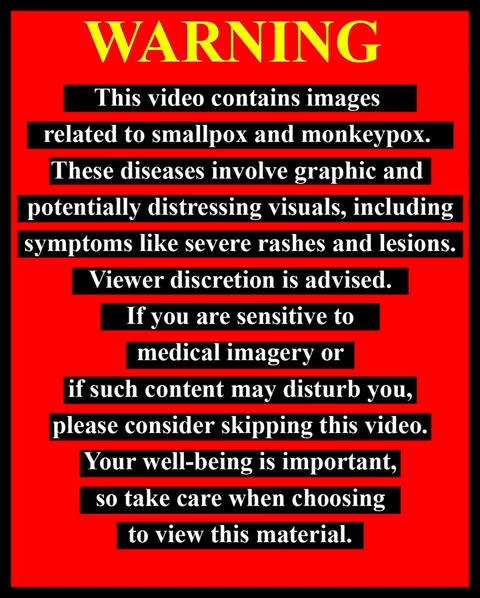 WARNING
This video contains images
related to smallpox and monkeypox.
These diseases involve graphic and
potentially distressing visuals, including
symptoms like severe rashes and lesions.
Viewer discretion is advised.
If you are sensitive to
medical imagery or
if such content may disturb you,
please consider skipping this video.
Your well-being is important,
so take care when choosing
to view this material.